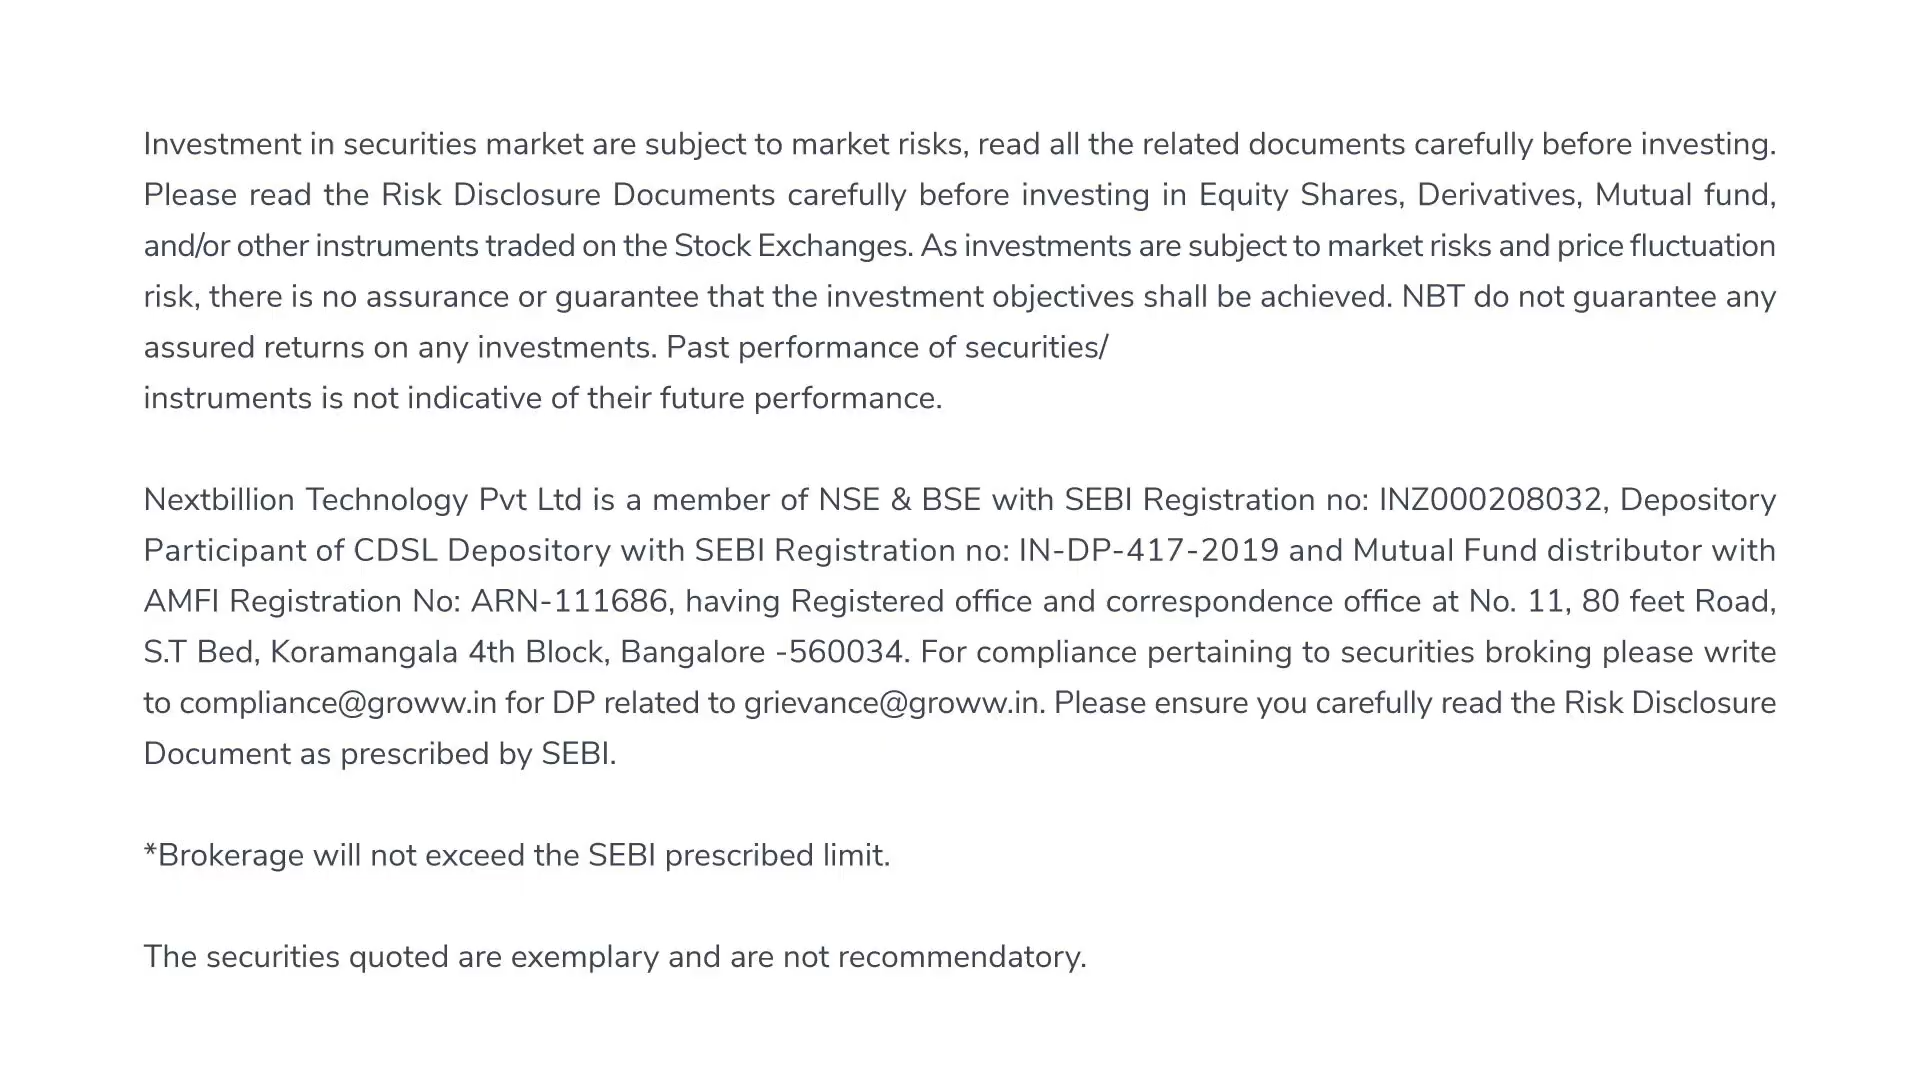 Investment in securities market are subject to market risks, read all the related documents carefully before investing.
Please read the Risk Disclosure Documents carefully before investing in Equity Shares, Derivatives, Mutual fund,
and/or other instruments traded on the Stock Exchanges. As investments are subject to market risks and price fluctuation
risk, there is no assurance or guarantee that the investment objectives shall be achieved. NBT do not guarantee any
assured returns on any investments. Past performance of securities/
instruments is not indicative of their future performance.
Nextbillion Technology Pvt Ltd is a member of NSE & BSE with SEBI Registration no: INZ000208032, Depository
Participant of CDSL Depository with SEBI Registration no: IN-DP-417-2019 and Mutual Fund distributor with
AMFI Registration No: ARN-111686, having Registered office and correspondence office at No. 11, 80 feet Road,
S.T Bed, Koramangala 4th Block, Bangalore -560034. For compliance pertaining to securities broking please write
to compliance@groww.in for DP related to grievance@groww.in. Please ensure you carefully read the Risk Disclosure
Document as prescribed by SEBI.
*Brokerage will not exceed the SEBI prescribed limit.
The securities quoted are exemplary and are not recommendatory.